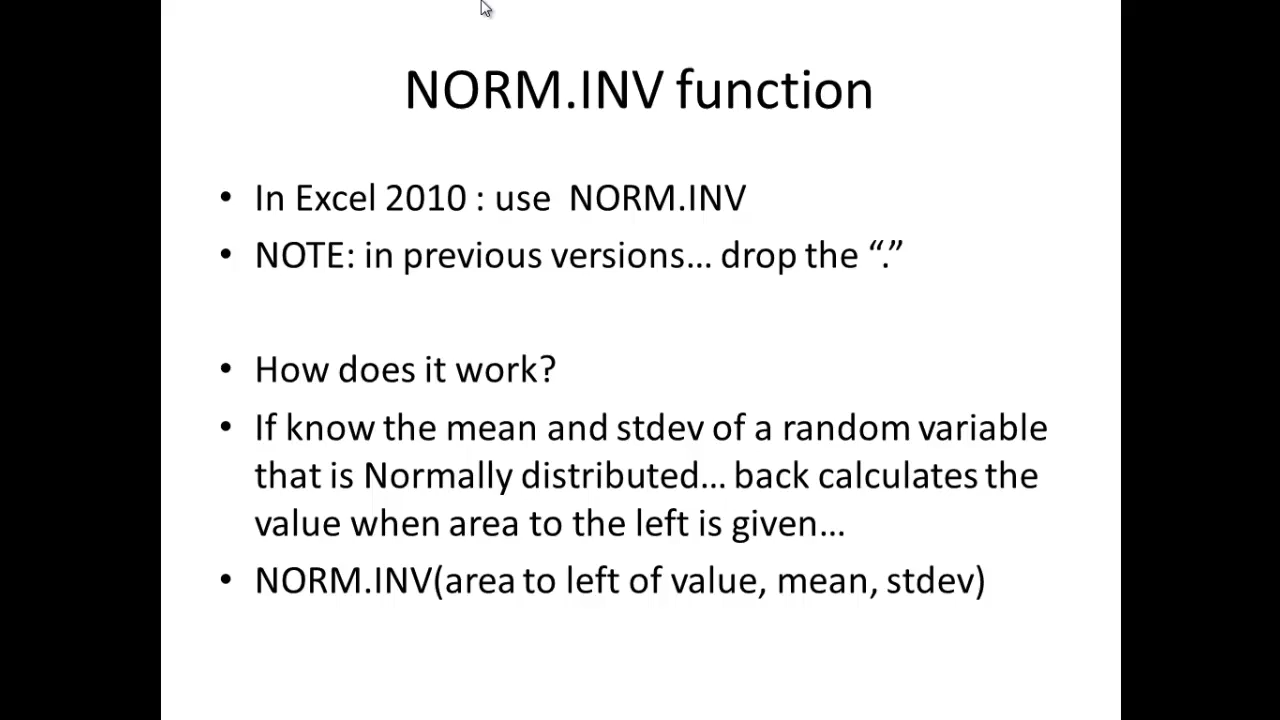 NORM.INV function
• In Excel 2010 : use NORM.INV
• NOTE: in previous versions... drop the “.”
• How does it work?
• If know the mean and stdev of a random variable
that is Normally distributed... back calculates the
value when area to the left is given...
• NORM.INV(area to left of value, mean, stdev)